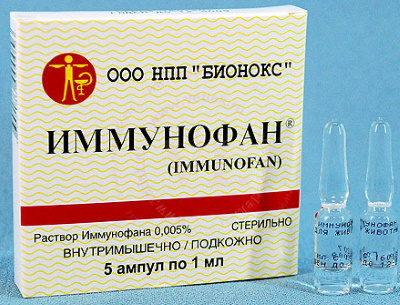 ООО НПП "БИОНОКС"
ИММУНОФАН®
(IMMUNOFAN)
Раствор Иммунофана 0,005% СТЕРИЛЬНО
ВНУТРИМЫШЕЧНО / ПОДКОЖНО
5 ампул по 1 мл